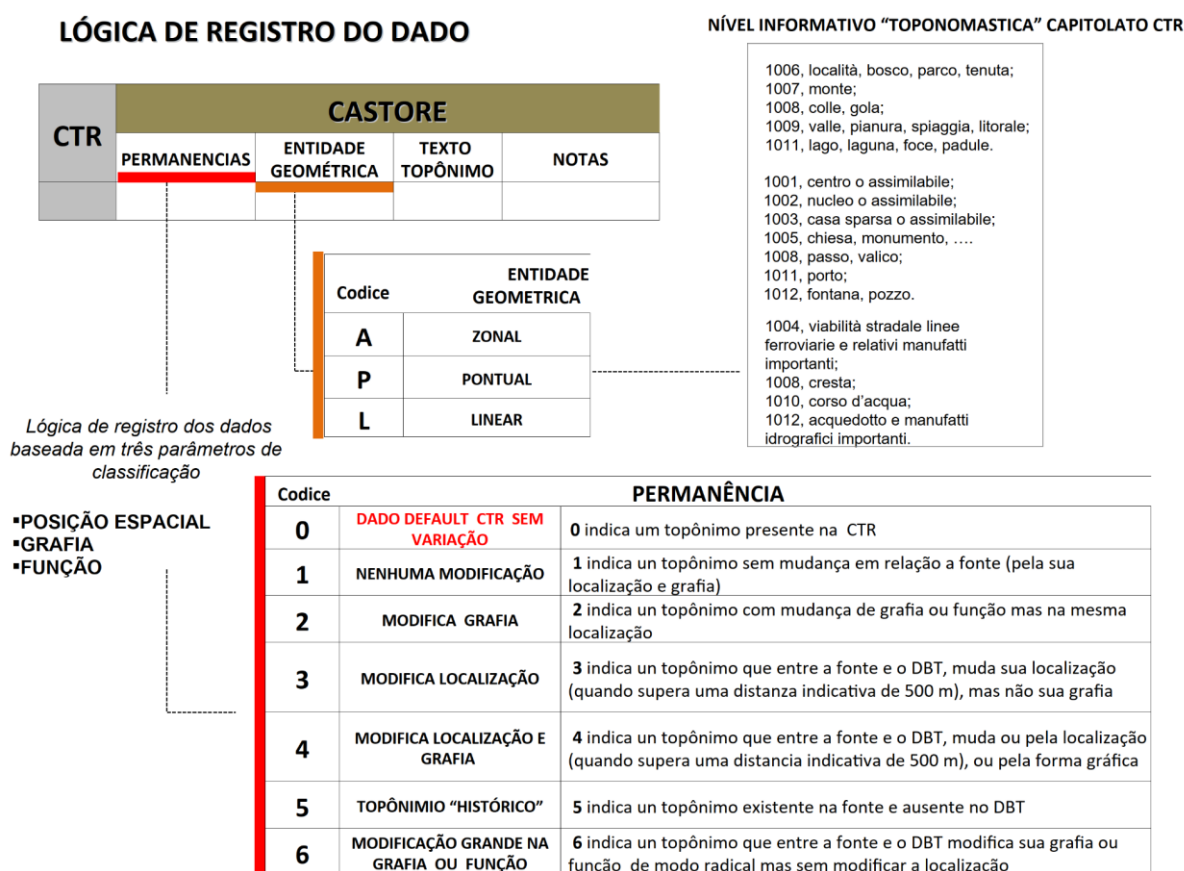 LÓGICA DE REGISTRO DO DADO
NÍVEL INFORMATIVO “TOPONOMASTICA” CAPITOLATO CTR
CTR
CASTORE
PERMANENCIAS
ENTIDADE
GEOMÉTRICA
TEXTO
TOPÔNIMO
NOTAS
1006, località, bosco, parco, tenuta;
1007, monte;
1008, colle, gola;
1009, valle, pianura, spiaggia, litorale;
1011, lago, laguna, foce, padule.
1001, centro o assimilabile;
1002, nucleo o assimilabile;
1003, casa sparsa o assimilabile;
1005, chiesa, monumento, ….
1008, passo, valico;
1011, porto;
1012, fontana, pozzo.
1004, viabilità stradale linee
ferroviarie e relativi manufatti
importanti;
1008, cresta;
1010, corso d’acqua;
1012, acquedotto e manufatti
idrografici importanti.
Codice
ENTIDADE
GEOMETRICA
A
ZONAL
P
PONTUAL
L
LINEAR
Lógica de registro dos dados
baseada em três parâmetros de
classificação
▪POSIÇÃO ESPACIAL
▪GRAFIA
▪FUNÇÃO
Codice
PERMANÊNCIA
0
DADO DEFAULT CTR SEM
VARIAÇÃO
0 indica um topônimo presente na CTR
1
NENHUMA MODIFICAÇÃO
1 indica un topônimo sem mudança em relação a fonte (pela sua
localização e grafia)
2
MODIFICA GRAFIA
2 indica un topônimo com mudança de grafia ou função mas na mesma
localização
3
MODIFICA LOCALIZAÇÃO
3 indica un topônimo que entre a fonte e o DBT, muda sua localização
(quando supera uma distanza indicativa de 500 m), mas não sua grafia
4
MODIFICA LOCALIZAÇÃO E
GRAFIA
4 indica un topônimo que entre a fonte e o DBT, muda ou pela localização
(quando supera uma distancia indicativa de 500 m), ou pela forma gráfica
5
TOPÔNIMIO “HISTÓRICO”
5 indica un topônimo existente na fonte e ausente no DBT
6
MODIFICAÇÃO GRANDE NA
GRAFIA OU FUNÇÃO
6 indica un topônimo que entre a fonte e o DBT modifica sua grafia ou
função de modo radical mas sem modificar a localização